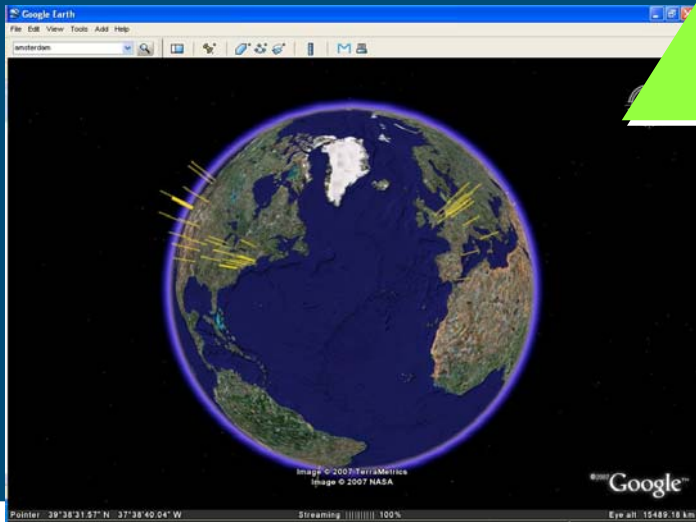 Google Earth
File Edit View Tools Add Help
amsterdam
Image © 2007 TerraMetrics
Image © 2007 NASA
©2007 Google™
Pointer 39°38'31.57" N 37°38'40.04" W Streaming |||||||||| 100% Eye alt 15489.18 km